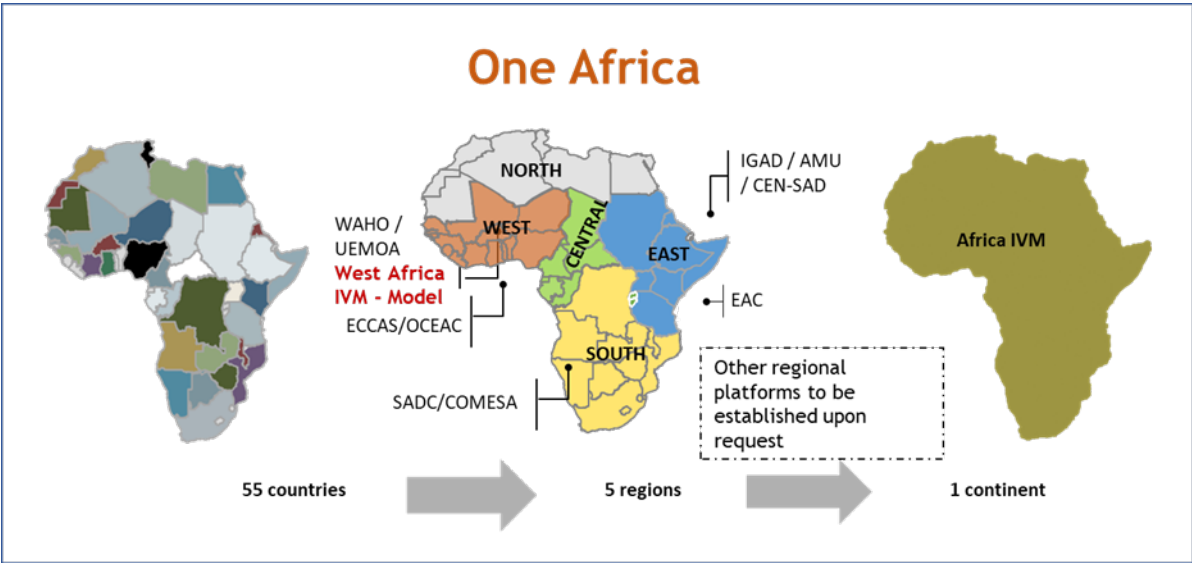 One Africa
NORTH
WEST
CENTRAL
EAST
SOUTH
WAHO /
UEMOA
West Africa
IVM - Model
ECCAS/OCEAC
SADC/COMESA
IGAD / AMU
/ CEN-SAD
EAC
Other regional
platforms to be
established upon
request
Africa IVM
55 countries
5 regions
1 continent